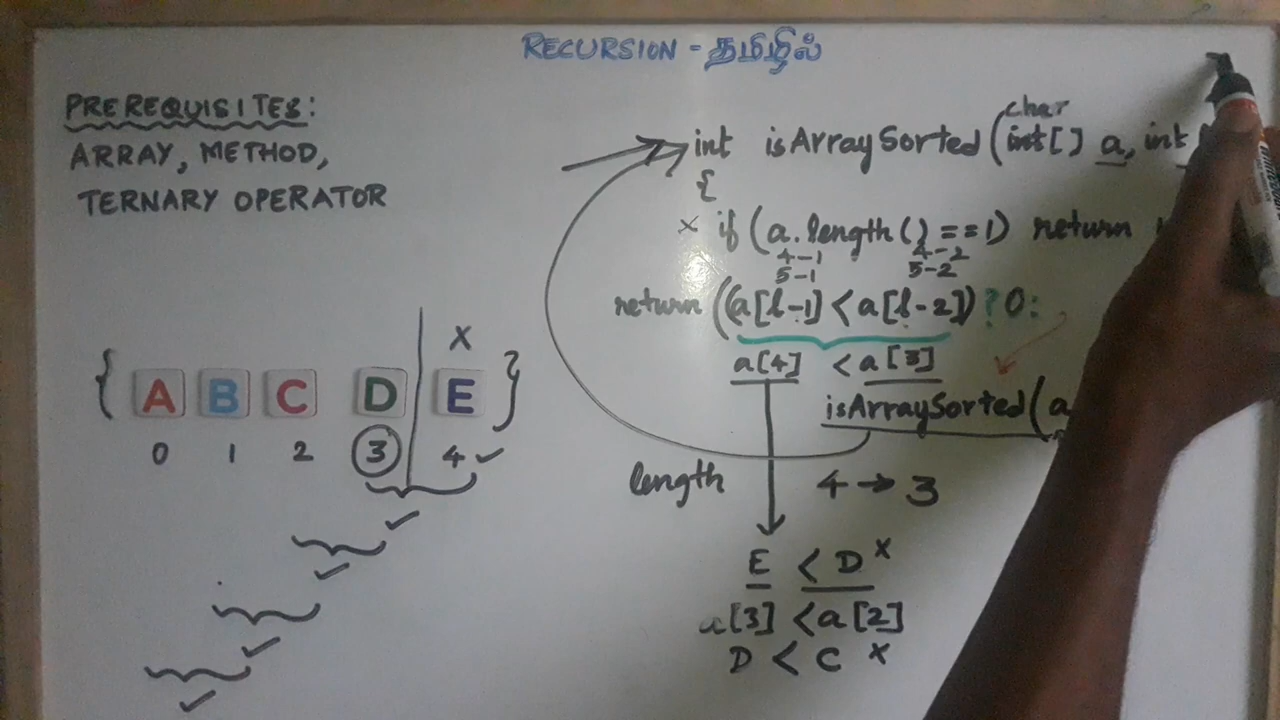 RECURSION - தமிழில்
PREREQUISITES:
ARRAY, METHOD,
TERNARY OPERATOR
char
int isArraySorted(int[] a, int
{
× if (a.length() == 1) return
4-1 4-2
5-1 5-2
return ((a[l-1] < a[l-2]) ? 0:
a[4] < a[3]
isArraySorted(a
length 4 → 3
E < D ×
a[3] < a[2]
D < C ×
×
{ A B C D E }
0 1 2 3 4 ✓
✓
✓
✓
✓